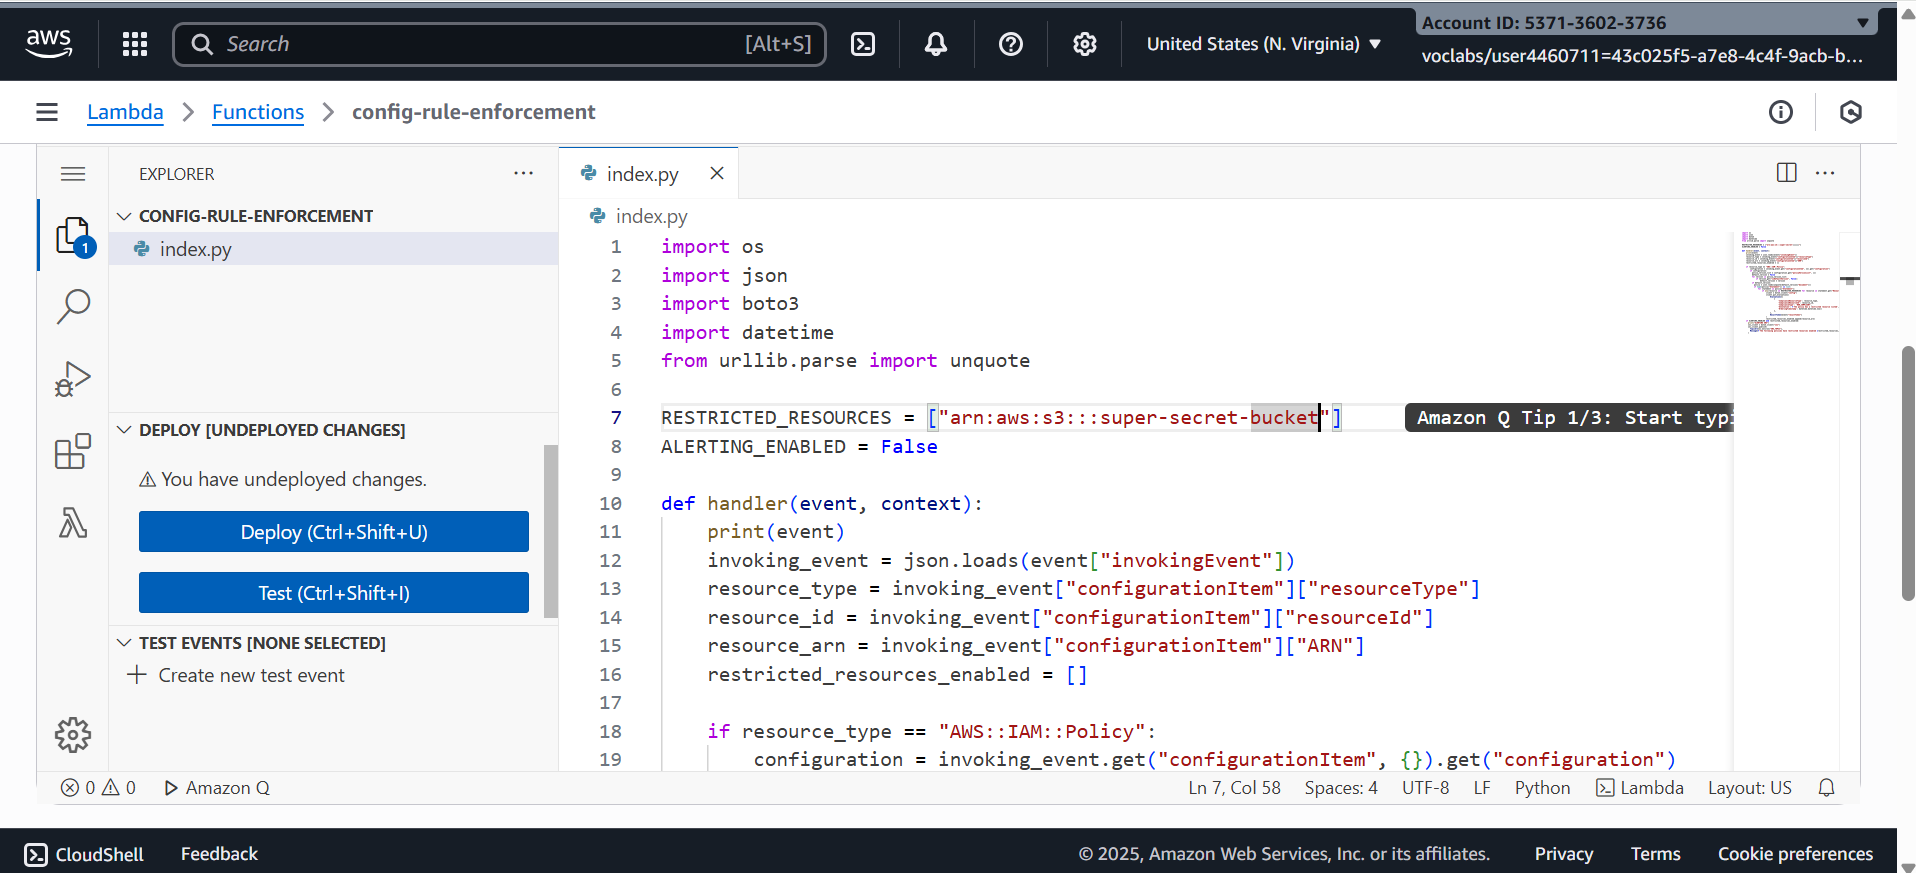 aws
Search
[Alt+S]
United States (N. Virginia)
Account ID: 5371-3602-3736
voclabs/user4460711=43c025f5-a7e8-4c4f-9acb-b...
Lambda
Functions
config-rule-enforcement
EXPLORER
CONFIG-RULE-ENFORCEMENT
index.py
1
DEPLOY [UNDEPLOYED CHANGES]
You have undeployed changes.
Deploy (Ctrl+Shift+U)
Test (Ctrl+Shift+I)
TEST EVENTS [NONE SELECTED]
Create new test event
index.py
index.py
1 import os
2 import json
3 import boto3
4 import datetime
5 from urllib.parse import unquote
6
7 RESTRICTED_RESOURCES = ["arn:aws:s3:::super-secret-bucket"] Amazon Q Tip 1/3: Start typi
8 ALERTING_ENABLED = False
9
10 def handler(event, context):
11 print(event)
12 invoking_event = json.loads(event["invokingEvent"])
13 resource_type = invoking_event["configurationItem"]["resourceType"]
14 resource_id = invoking_event["configurationItem"]["resourceId"]
15 resource_arn = invoking_event["configurationItem"]["ARN"]
16 restricted_resources_enabled = []
17
18 if resource_type == "AWS::IAM::Policy":
19 configuration = invoking_event.get("configurationItem", {}).get("configuration")
0 0 Amazon Q
Ln 7, Col 58 Spaces: 4 UTF-8 LF Python Lambda Layout: US
CloudShell Feedback
© 2025, Amazon Web Services, Inc. or its affiliates. Privacy Terms Cookie preferences